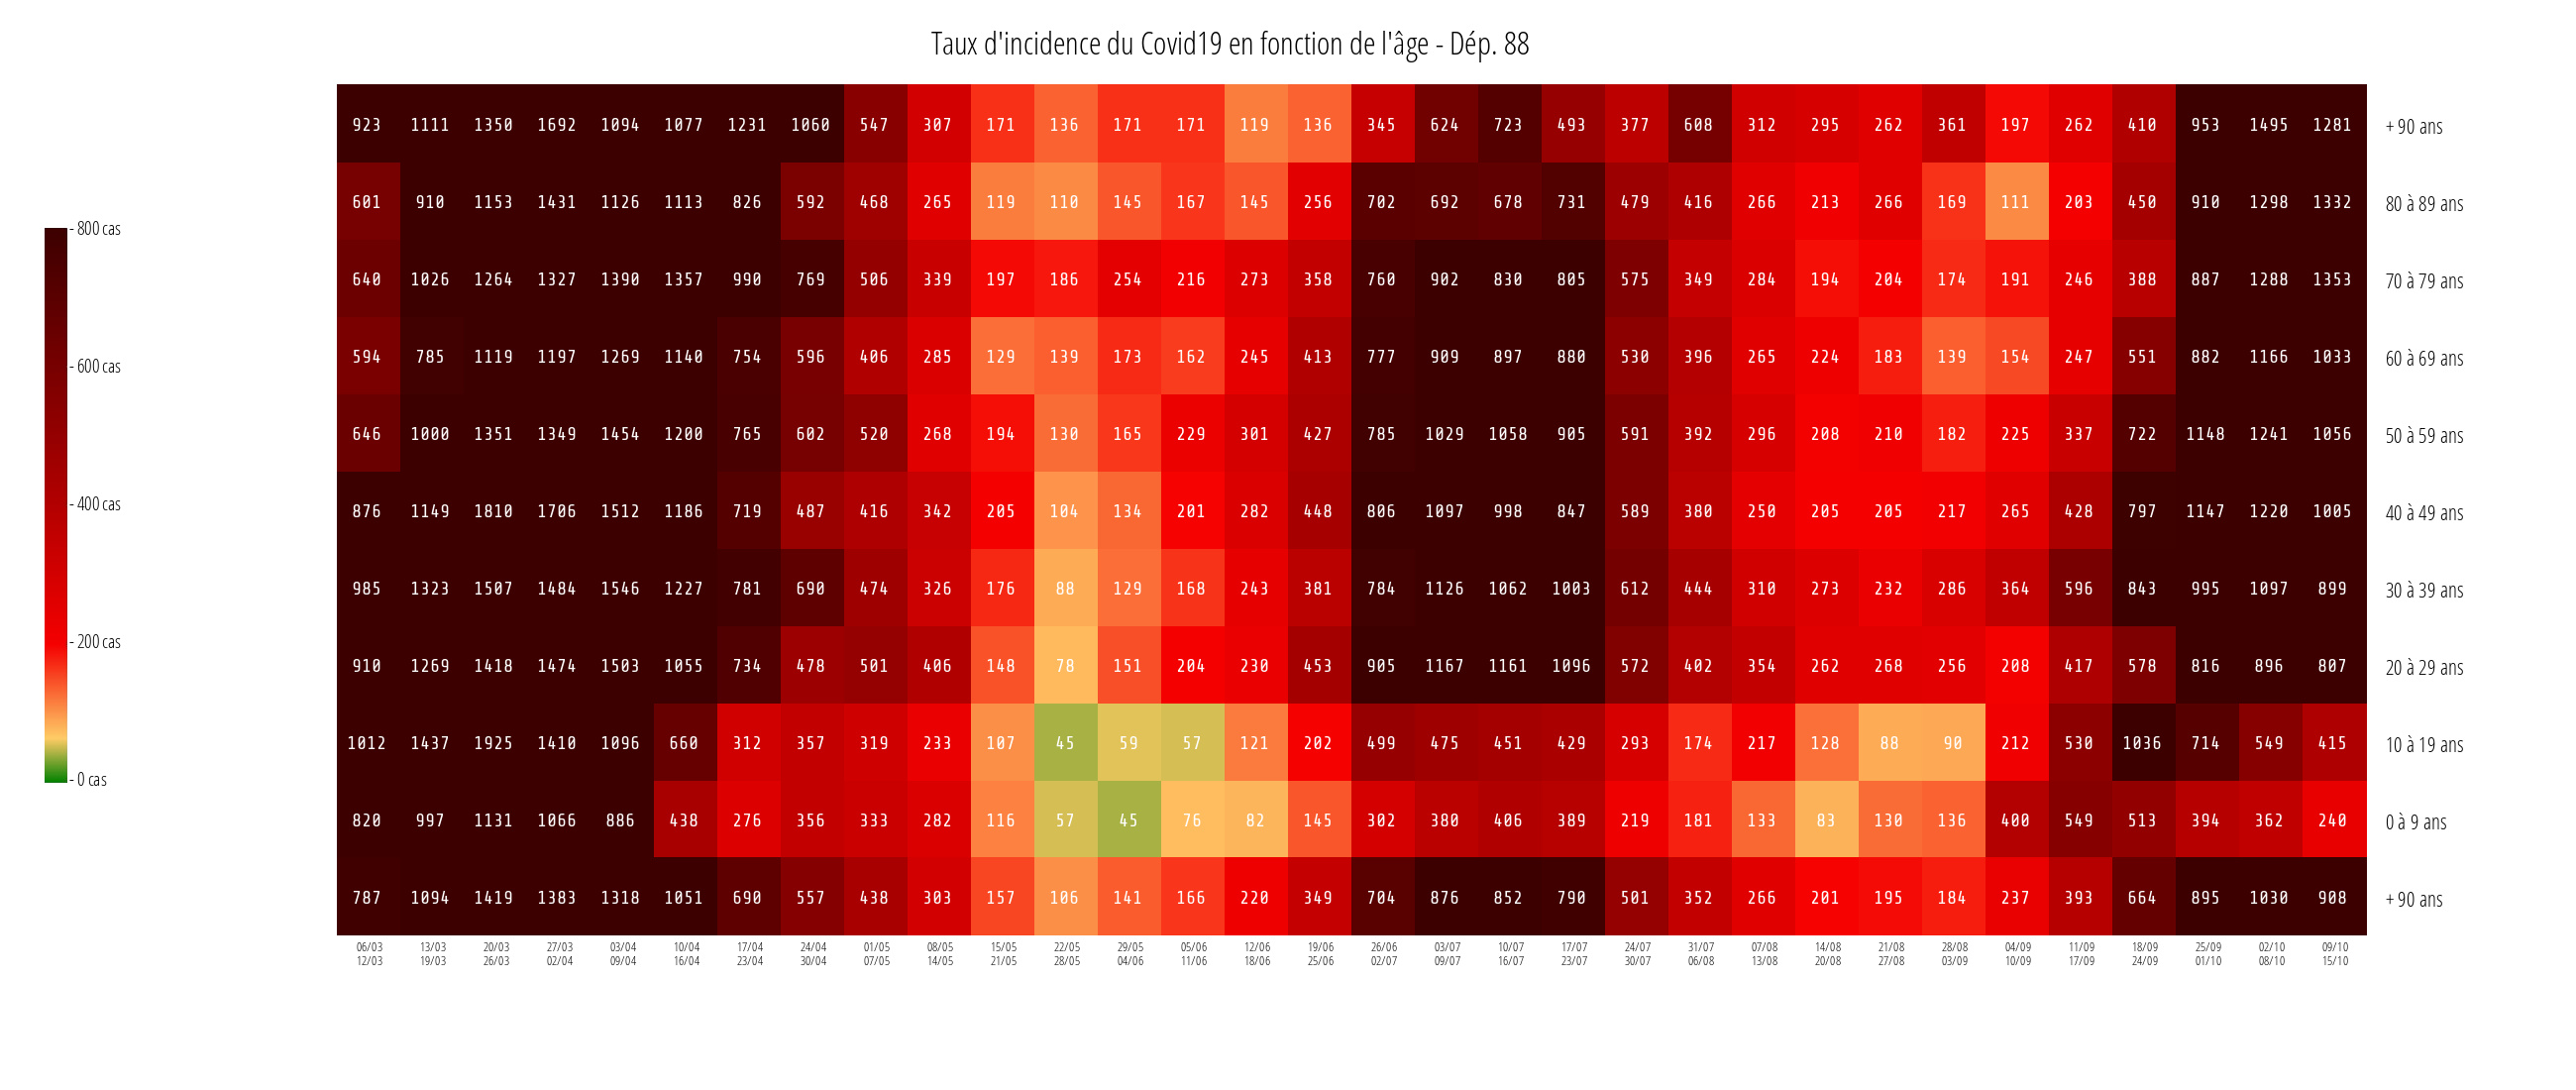 Taux d'incidence du Covid19 en fonction de l'âge - Dép. 88
923 1111 1350 1692 1094 1077 1231 1060 547 307 171 136 171 171 119 136 345 624 723 493 377 608 312 295 262 361 197 262 410 953 1495 1281 + 90 ans
601 910 1153 1431 1126 1113 826 592 468 265 119 110 145 167 145 256 702 692 678 731 479 416 266 213 266 169 111 203 450 910 1298 1332 80 à 89 ans
- 800 cas
640 1026 1264 1327 1390 1357 990 769 506 339 197 186 254 216 273 358 760 902 830 805 575 349 284 194 204 174 191 246 388 887 1288 1353 70 à 79 ans
594 785 1119 1197 1269 1140 754 596 406 285 129 139 173 162 245 413 777 909 897 880 530 396 265 224 183 139 154 247 551 882 1166 1033 60 à 69 ans
- 600 cas
646 1000 1351 1349 1454 1200 765 602 520 268 194 130 165 229 301 427 785 1029 1058 905 591 392 296 208 210 182 225 337 722 1148 1241 1056 50 à 59 ans
- 400 cas
876 1149 1810 1706 1512 1186 719 487 416 342 205 104 134 201 282 448 806 1097 998 847 589 380 250 205 205 217 265 428 797 1147 1220 1005 40 à 49 ans
985 1323 1507 1484 1546 1227 781 690 474 326 176 88 129 168 243 381 784 1126 1062 1003 612 444 310 273 232 286 364 596 843 995 1097 899 30 à 39 ans
- 200 cas
910 1269 1418 1474 1503 1055 734 478 501 406 148 78 151 204 230 453 905 1167 1161 1096 572 402 354 262 268 256 208 417 578 816 896 807 20 à 29 ans
1012 1437 1925 1410 1096 660 312 357 319 233 107 45 59 57 121 202 499 475 451 429 293 174 217 128 88 90 212 530 1036 714 549 415 10 à 19 ans
- 0 cas
820 997 1131 1066 886 438 276 356 333 282 116 57 45 76 82 145 302 380 406 389 219 181 133 83 130 136 400 549 513 394 362 240 0 à 9 ans
787 1094 1419 1383 1318 1051 690 557 438 303 157 106 141 166 220 349 704 876 852 790 501 352 266 201 195 184 237 393 664 895 1030 908 + 90 ans
06/03 13/03 20/03 27/03 03/04 10/04 17/04 24/04 01/05 08/05 15/05 22/05 29/05 05/06 12/06 19/06 26/06 03/07 10/07 17/07 24/07 31/07 07/08 14/08 21/08 28/08 04/09 11/09 18/09 25/09 02/10 09/10
12/03 19/03 26/03 02/04 09/04 16/04 23/04 30/04 07/05 14/05 21/05 28/05 04/06 11/06 18/06 25/06 02/07 09/07 16/07 23/07 30/07 06/08 13/08 20/08 27/08 03/09 10/09 17/09 24/09 01/10 08/10 15/10